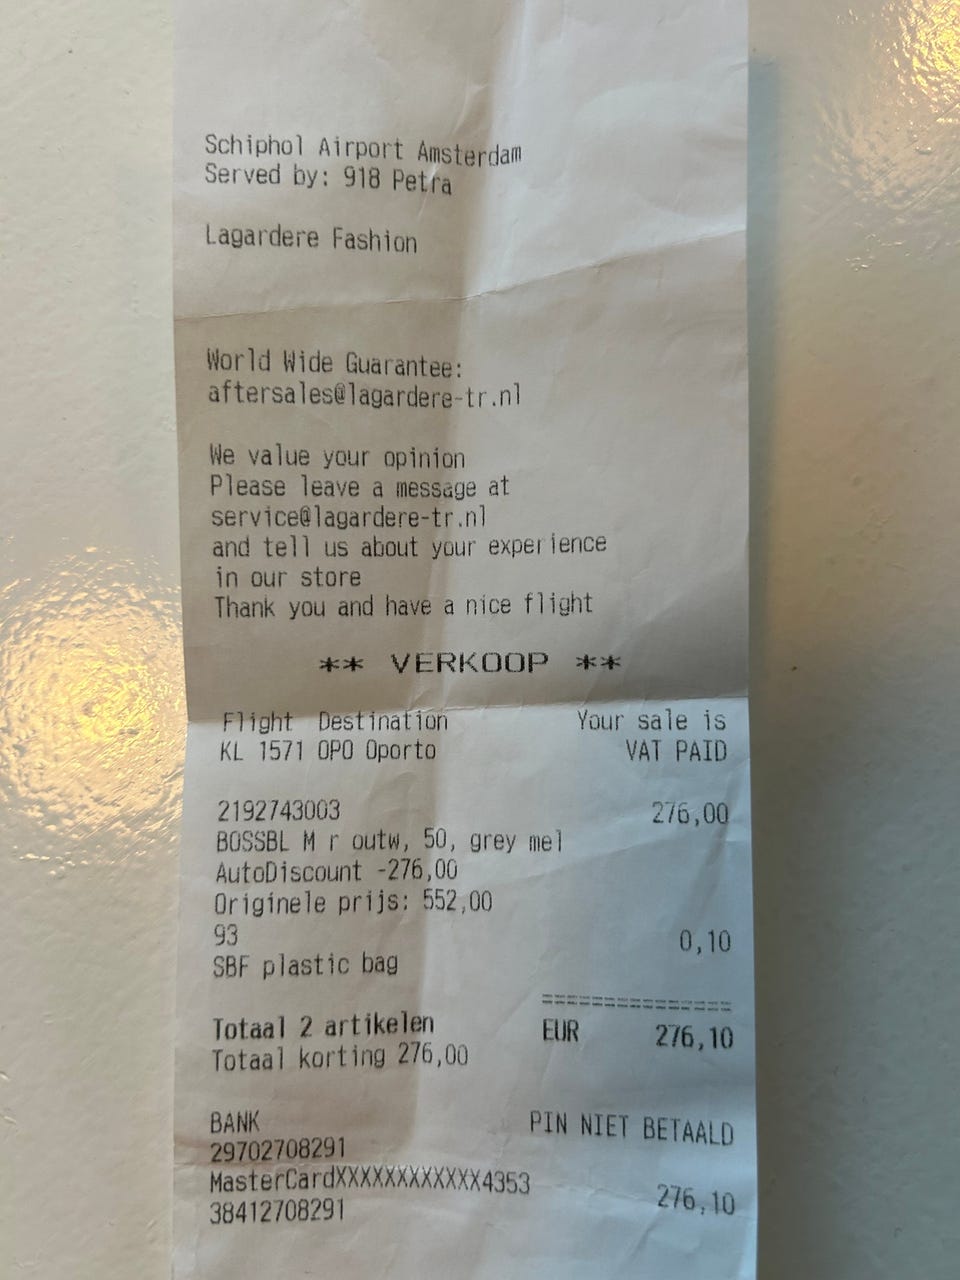 Schiphol Airport Amsterdam
Served by: 918 Petra
Lagardere Fashion
World Wide Guarantee:
aftersales@lagardere-tr.nl
We value your opinion
Please leave a message at
service@lagardere-tr.nl
and tell us about your experience
in our store
Thank you and have a nice flight
** VERKOOP **
Flight Destination Your sale is
KL 1571 OPO Oporto VAT PAID
2192743003 276,00
BOSSBL M r outw, 50, grey mel
AutoDiscount -276,00
Originele prijs: 552,00
93 0,10
SBF plastic bag
Totaal 2 artikelen EUR 276,10
Totaal korting 276,00
BANK PIN NIET BETAALD
29702708291
MasterCardXXXXXXXXXXXX4353 276,10
38412708291